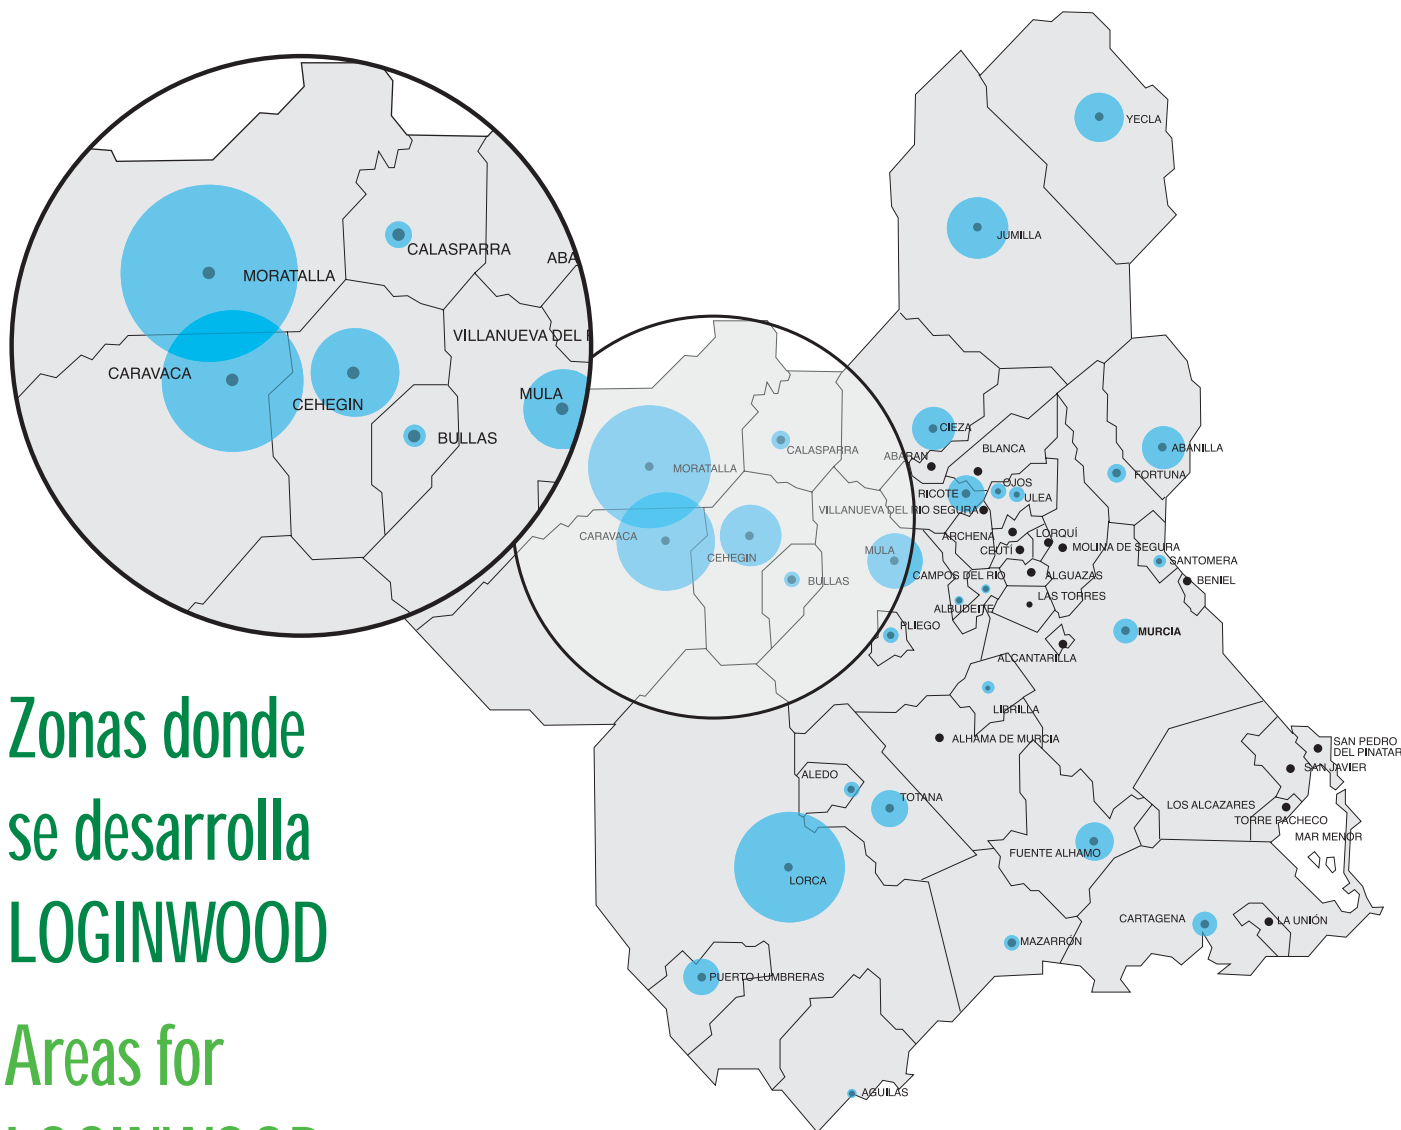 YECLA
JUMILLA
CALASPARRA
ABA
MORATALLA
VILLANUEVA DEL
CARAVACA
MULA
CEHEGIN
BULLAS
CIEZA
BLANCA
ABANILLA
CALASPARRA
ABARAN
MORATALLA
FORTUNA
OJOS
RICOTE
ULEA
VILLANUEVA DEL RIO SEGURA
CARAVACA
ARCHENA
LORQUÍ
CEUTÍ
MOLINA DE SEGURA
MULA
CEHEGIN
SANTOMERA
CAMPOS DEL RIO
ALGUAZAS
BULLAS
BENIEL
LAS TORRES
ALBUDEITE
PLIEGO
MURCIA
ALCANTARILLA
LIBRILLA
ALHAMA DE MURCIA
SAN PEDRO
DEL PINATAR
SAN JAVIER
ALEDO
TOTANA
LOS ALCAZARES
TORRE PACHECO
MAR MENOR
FUENTE ALHAMO
LORCA
CARTAGENA
LA UNIÓN
MAZARRÓN
PUERTO LUMBRERAS
AGUILAS
Zonas donde
se desarrolla
LOGINWOOD
Areas for
LOGINWOOD